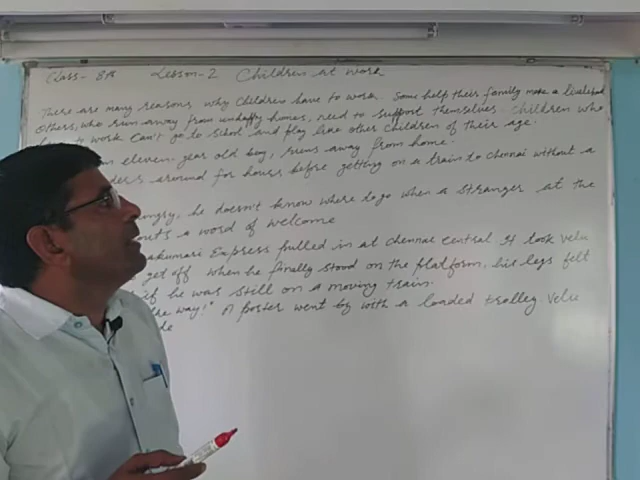 Class- 8th Lesson-2 Children at Work
There are many reasons why Children have to work. Some help their family make a livelihood
Others, who run away from unhappy homes, need to support themselves. Children who
to work can't go to school and play like other children of their age.
eleven year old boy, runs away from home.
around for hours before getting on a train to Chennai without a
he doesn't know where to go when a stranger at the
a word of welcome
Express pulled in at Chennai Central It took Velu
get off when he finally stood on the platform, his legs felt
if he was still on a moving train.
the way!" A porter went by with a loaded trolley Velu